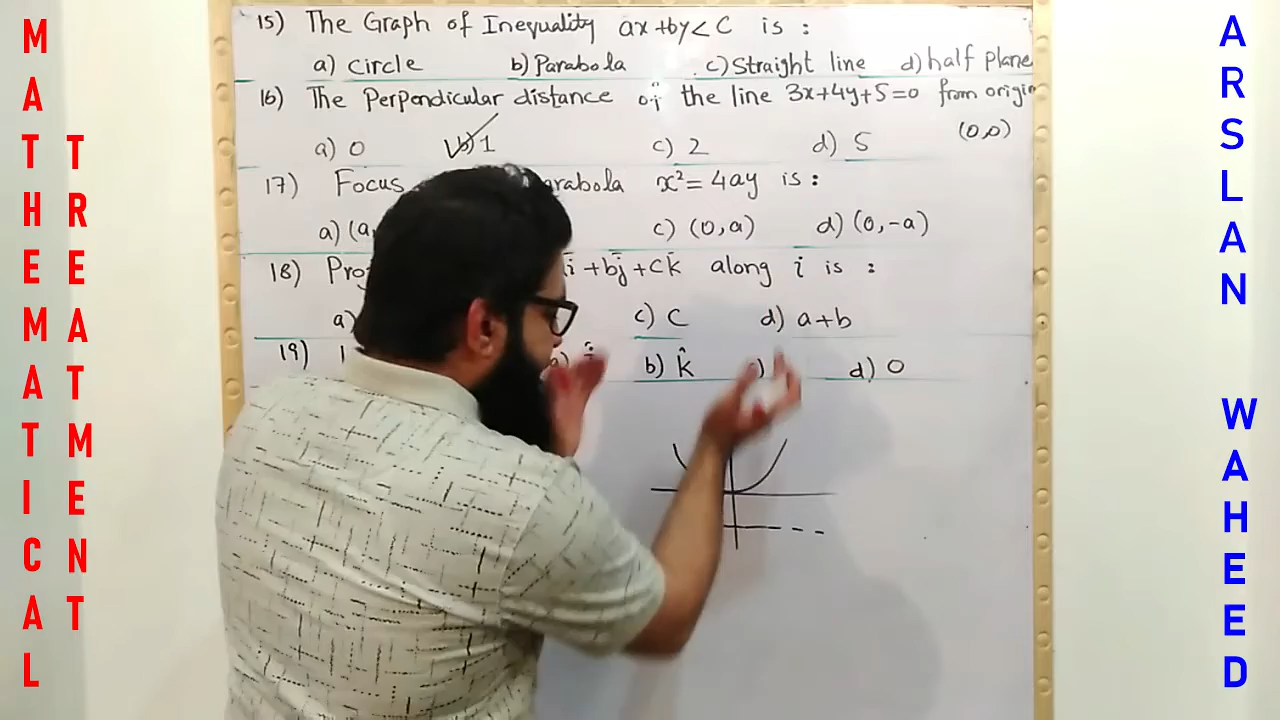 MATHEMATICAL
TREATMENT
15) The Graph of Inequality ax+by<C is :
a) circle b) Parabola c) Straight line d) half plane
16) The Perpendicular distance of the line 3x+4y+5=0 from origin
(0,0)
a) 0 b) 1 c) 2 d) 5
17) Focus arabola x²=4ay is :
a) (a, c) (0,a) d) (0,-a)
18) Proj i+bj+ck along i is :
a) c) C d) a+b
19) b) k̂ d) 0
ARSLAN WAHEED